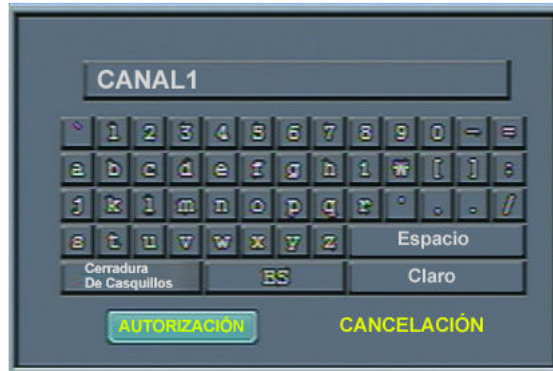 CANAL1
` 1 2 3 4 5 6 7 8 9 0 - =
a b c d e f g h i * [ ] ;
j k l m n o p q r ' , . /
s t u v w x y z Espacio
Cerradura
De Casquillos BS Claro
AUTORIZACIÓN CANCELACIÓN